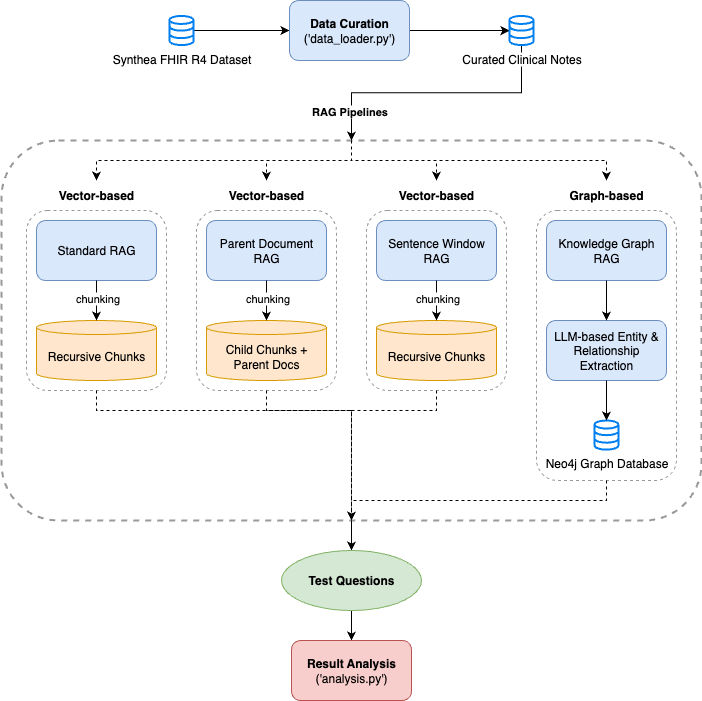 Data Curation
('data_loader.py')
Synthea FHIR R4 Dataset
Curated Clinical Notes
RAG Pipelines
Vector-based
Vector-based
Vector-based
Graph-based
Standard RAG
Parent Document
RAG
Sentence Window
RAG
Knowledge Graph
RAG
chunking
chunking
chunking
Recursive Chunks
Child Chunks +
Parent Docs
Recursive Chunks
LLM-based Entity &
Relationship
Extraction
Neo4j Graph Database
Test Questions
Result Analysis
('analysis.py')